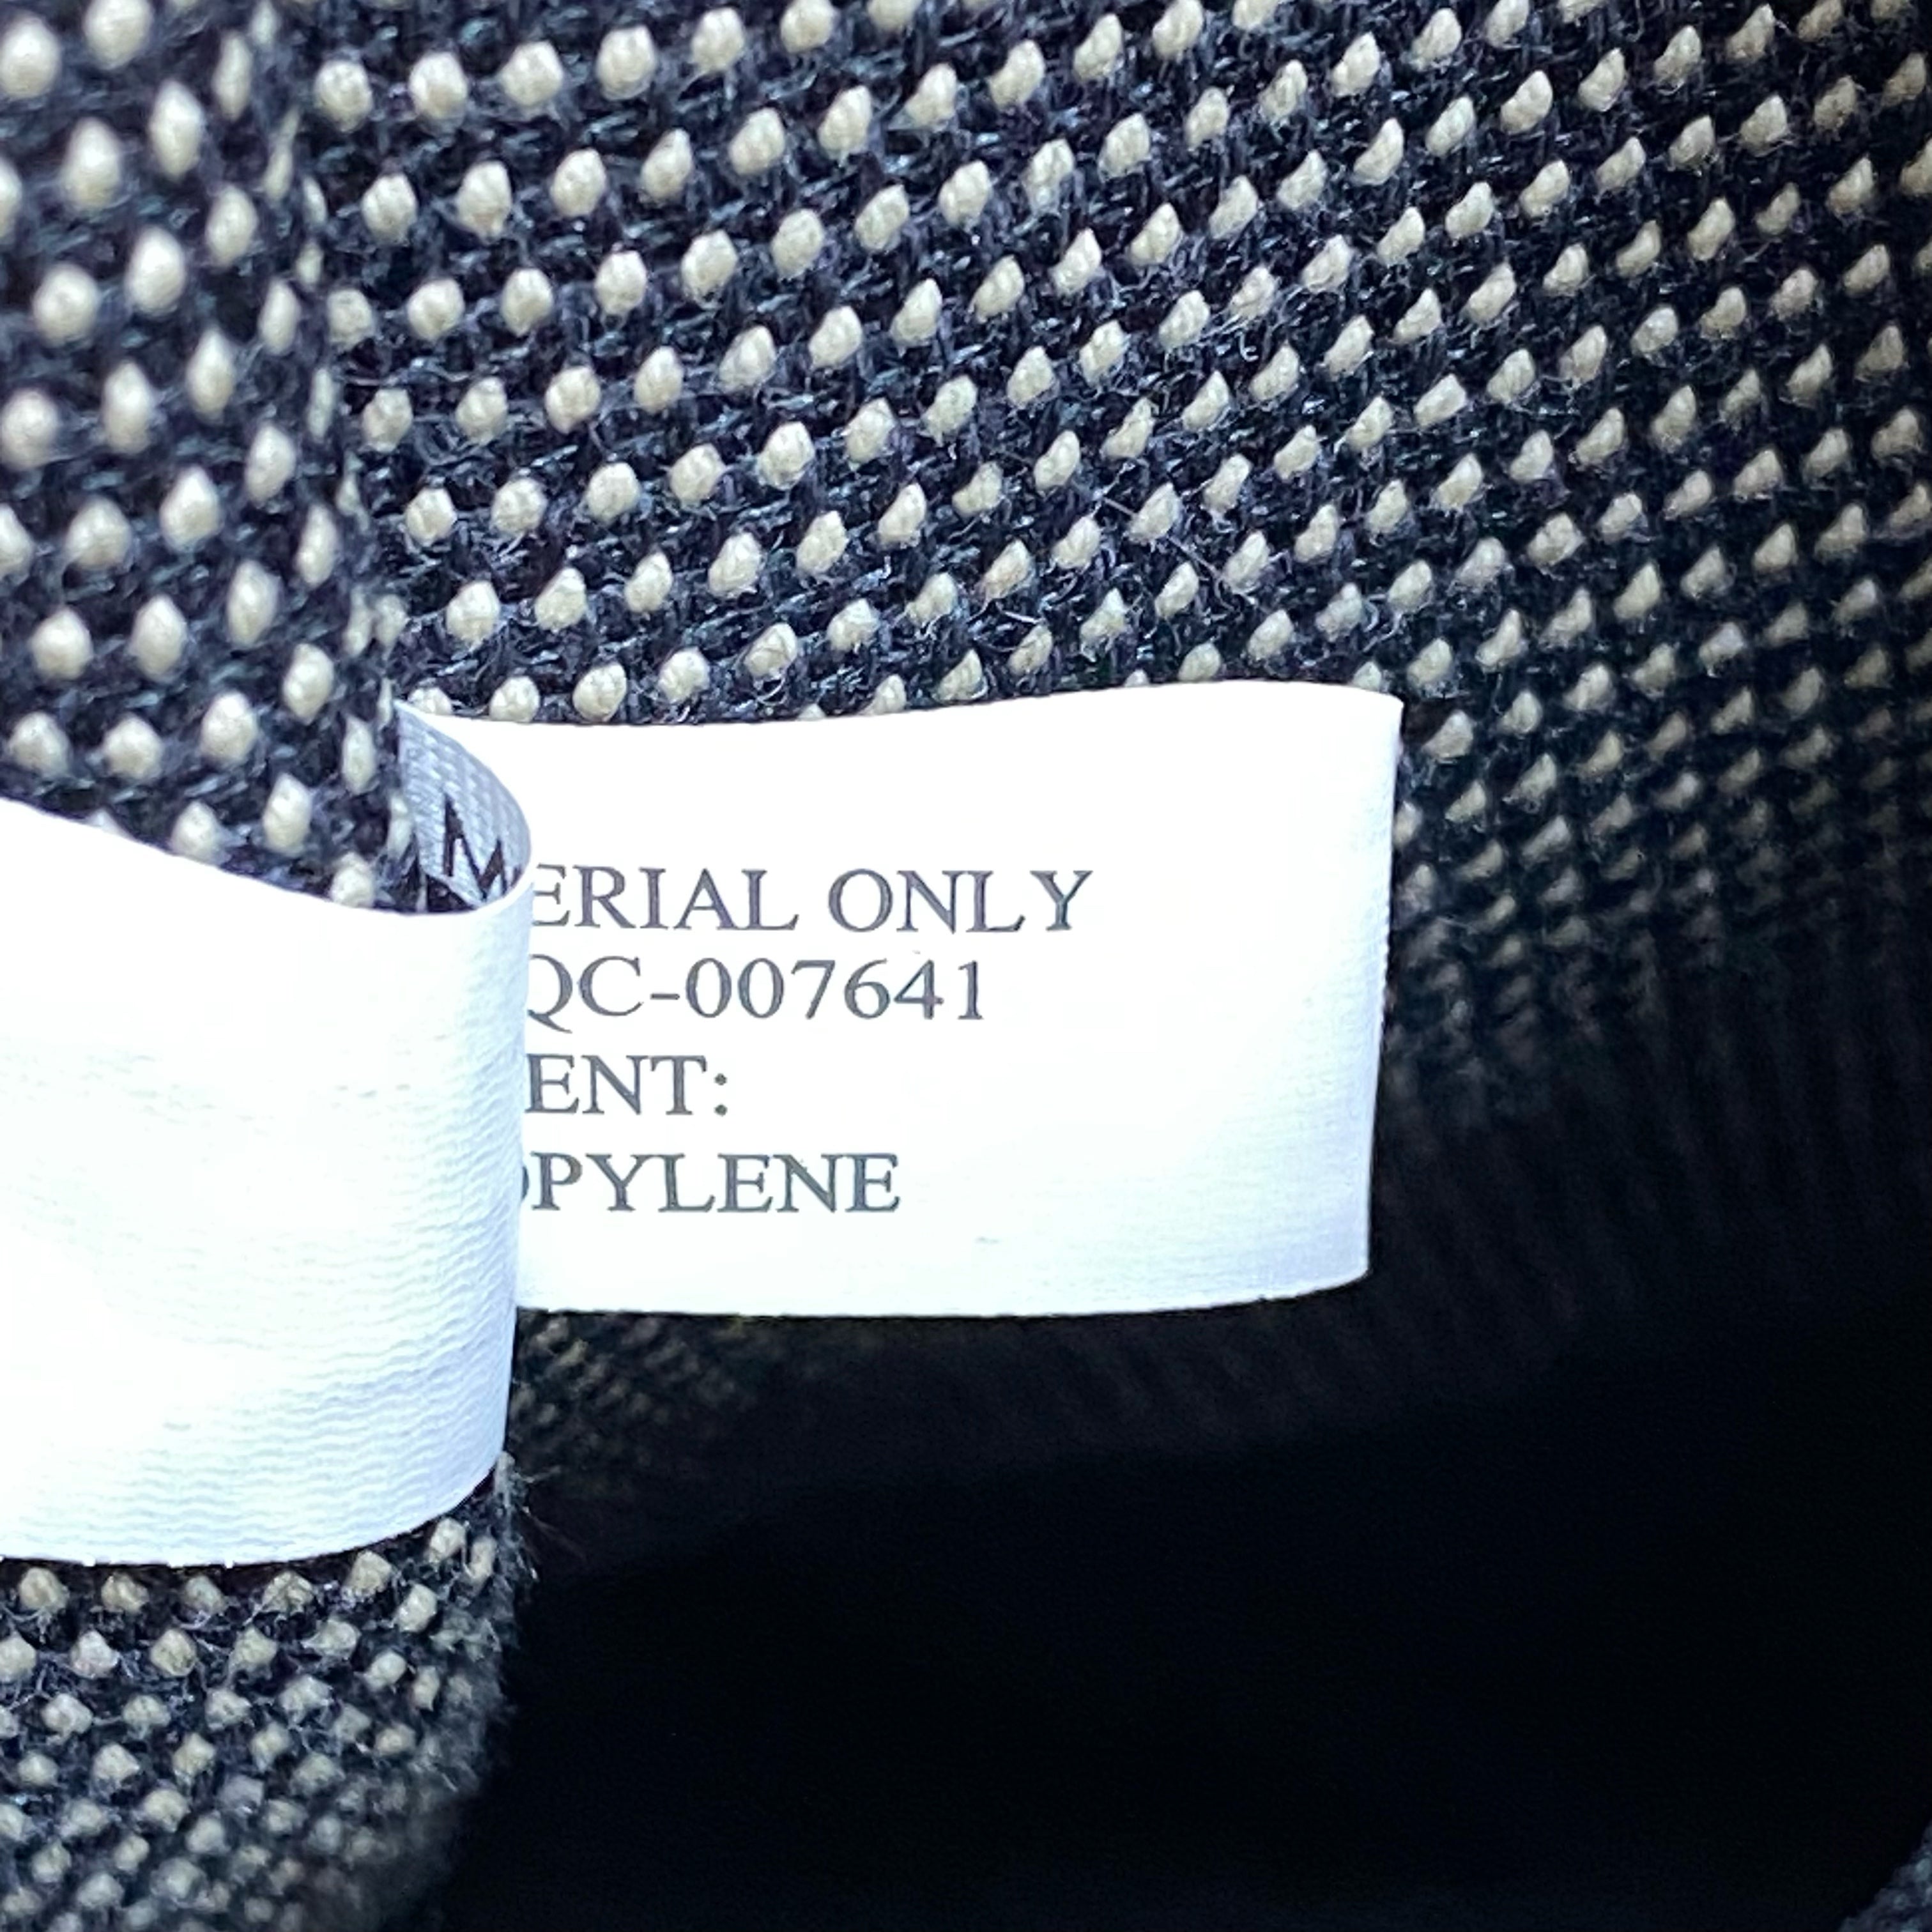 ERIAL ONLY
QC-007641
ENT:
OPYLENE